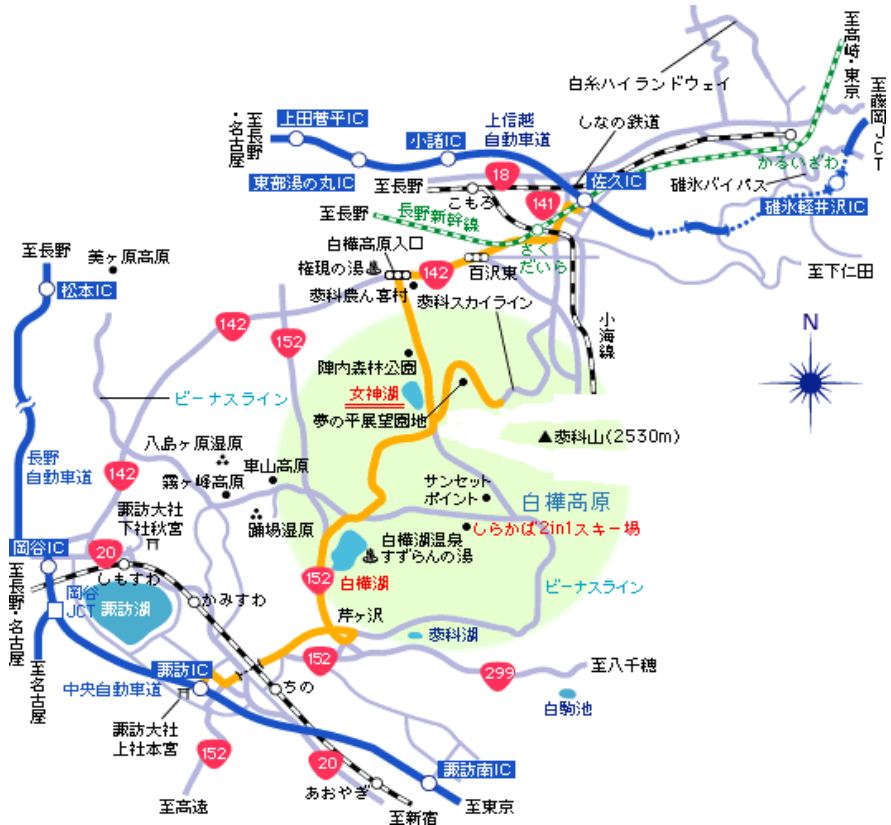 至高崎・東京
白糸ハイランドウェイ
至藤岡JCT
至長野
・名古屋
上田菅平IC
小諸IC
上信越
自動車道
しなの鉄道
東部湯の丸IC
至長野
18
佐久IC
かるいざわ
碓氷バイパス
こもろ
141
碓氷軽井沢IC
至長野
長野新幹線
さく
だいら
至長野
美ヶ原高原
白樺高原入口
権現の湯
142
百沢東
至下仁田
松本IC
蓼科農ん喜村
蓼科スカイライン
小海線
N
142
152
陣内森林公園
女神湖
ビーナスライン
夢の平展望園地
蓼科山(2530m)
八島ヶ原湿原
長野
自動車道
142
霧ヶ峰高原
車山高原
サンセット
ポイント
白樺高原
諏訪大社
下社秋宮
踊場湿原
しらかば2in1スキー場
岡谷IC
20
白樺湖温泉
すずらんの湯
しもすわ
152
白樺湖
ビーナスライン
至長野・名古屋
岡谷
JCT
諏訪湖
かみすわ
芹ヶ沢
蓼科湖
至名古屋
諏訪IC
152
299
至八千穂
中央自動車道
ちの
白駒池
諏訪大社
上社本宮
152
20
諏訪南IC
至高遠
あおやぎ
至新宿
至東京